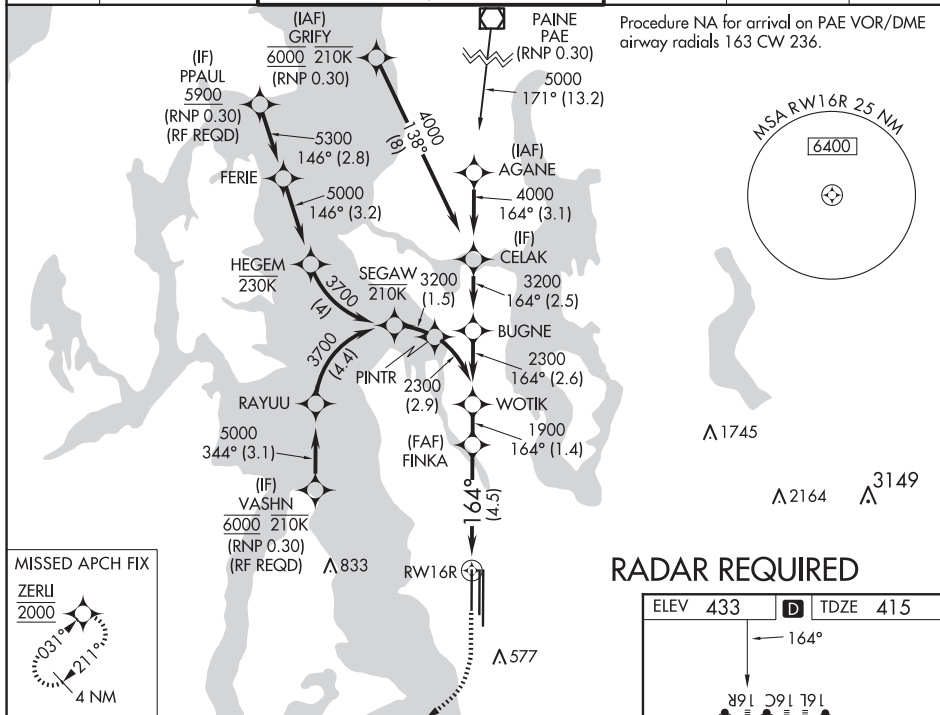 (IAF)
GRIFY
6000 210K
(RNP 0.30)
PAINE
PAE
(RNP 0.30)
Procedure NA for arrival on PAE VOR/DME
airway radials 163 CW 236.
(IF)
PPAUL
5900
(RNP 0.30)
(RF REQD)
5000
171° (13.2)
MSA RW16R 25 NM
6400
4000
138°
(8)
5300
146° (2.8)
FERIE
(IAF)
AGANE
5000
146° (3.2)
4000
164° (3.1)
(IF)
CELAK
HEGEM
230K
3700
(4)
SEGAW
210K
3200
(1.5)
3200
164° (2.5)
BUGNE
3700
(4.4)
PINTR
2300
(2.9)
2300
164° (2.6)
RAYUU
WOTIK
5000
344° (3.1)
(FAF)
FINKA
1900
164° (1.4)
1745
(IF)
VASHN
6000 210K
(RNP 0.30)
(RF REQD)
164°
(4.5)
2164
3149
833
RW16R
RADAR REQUIRED
MISSED APCH FIX
ZERLI
2000
031°
211°
4 NM
577
ELEV 433 D TDZE 415
164°
16R 16C 16L